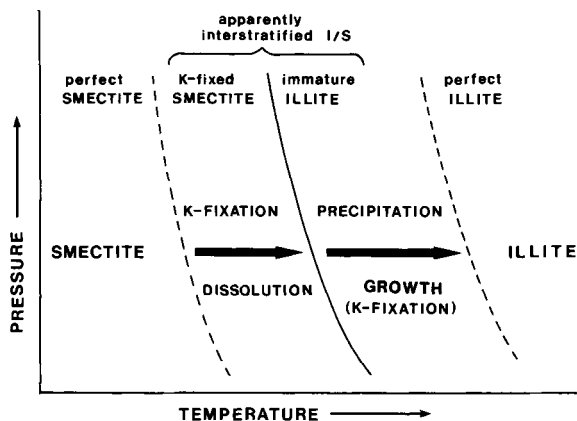 apparently
interstratified I/S
perfect
SMECTITE
K-fixed
SMECTITE
immature
ILLITE
perfect
ILLITE
K-FIXATION
PRECIPITATION
SMECTITE
ILLITE
DISSOLUTION
GROWTH
(K-FIXATION)
PRESSURE
TEMPERATURE